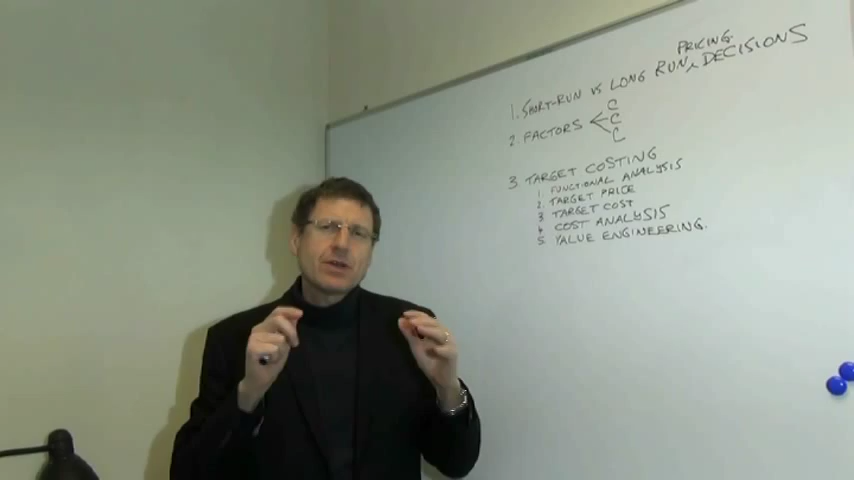 1. SHORT-RUN VS LONG RUN ^ PRICING DECISIONS
2. FACTORS < C
C
C
3 TARGET COSTING
1. FUNCTIONAL ANALYSIS
2. TARGET PRICE
3 TARGET COST
4 COST ANALYSIS
5. VALUE ENGINEERING.